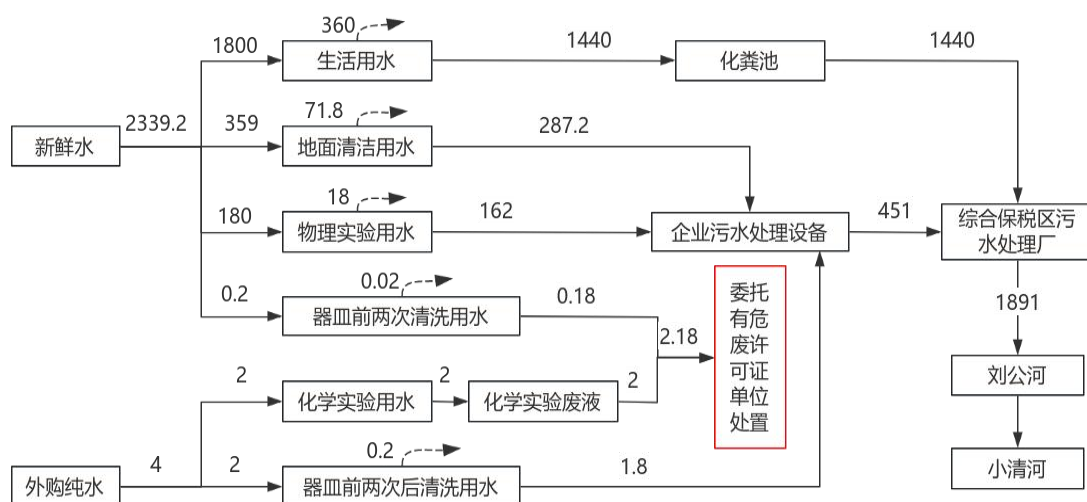 360
1800
生活用水
1440
化粪池
1440
新鲜水
2339.2
71.8
359
地面清洁用水
287.2
18
180
物理实验用水
162
企业污水处理设备
451
综合保税区污
水处理厂
0.02
0.2
器皿前两次清洗用水
0.18
2.18
委托
有危
废许
可证
单位
处置
1891
刘公河
2
化学实验用水
2
化学实验废液
2
外购纯水
4
2
0.2
器皿前两次后清洗用水
1.8
小清河